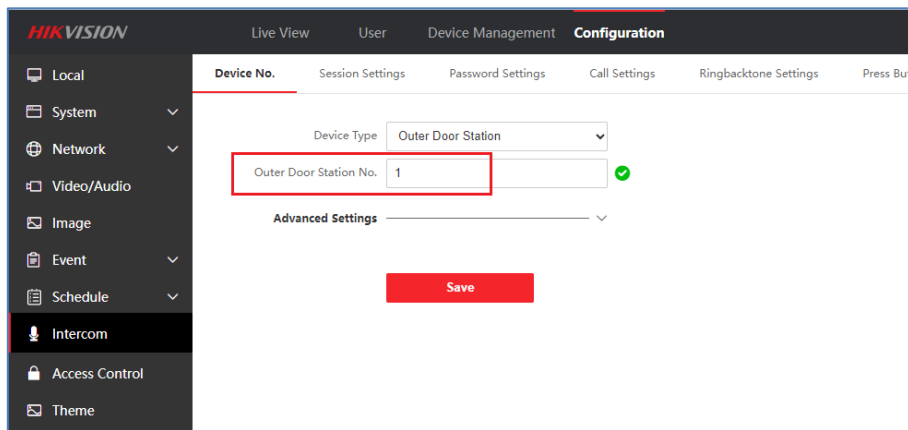 HIKVISION
Live View User Device Management Configuration
Local
System
Network
Video/Audio
Image
Event
Schedule
Intercom
Access Control
Theme
Device No. Session Settings Password Settings Call Settings Ringbacktone Settings Press Bu
Device Type Outer Door Station
Outer Door Station No. 1
Advanced Settings
Save